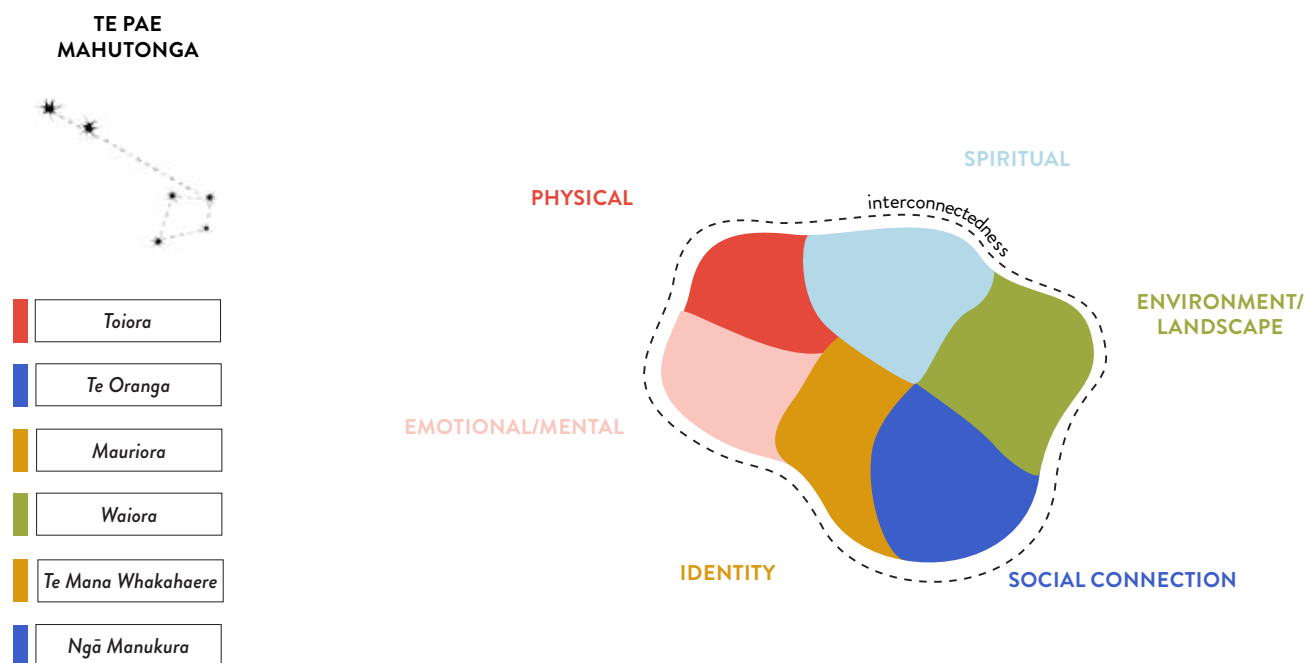 TE PAE
MAHUTONGA
Toiora
Te Oranga
Mauriora
Waiora
Te Mana Whakahaere
Ngā Manukura
PHYSICAL
SPIRITUAL
interconnectedness
ENVIRONMENT/
LANDSCAPE
EMOTIONAL/MENTAL
IDENTITY
SOCIAL CONNECTION